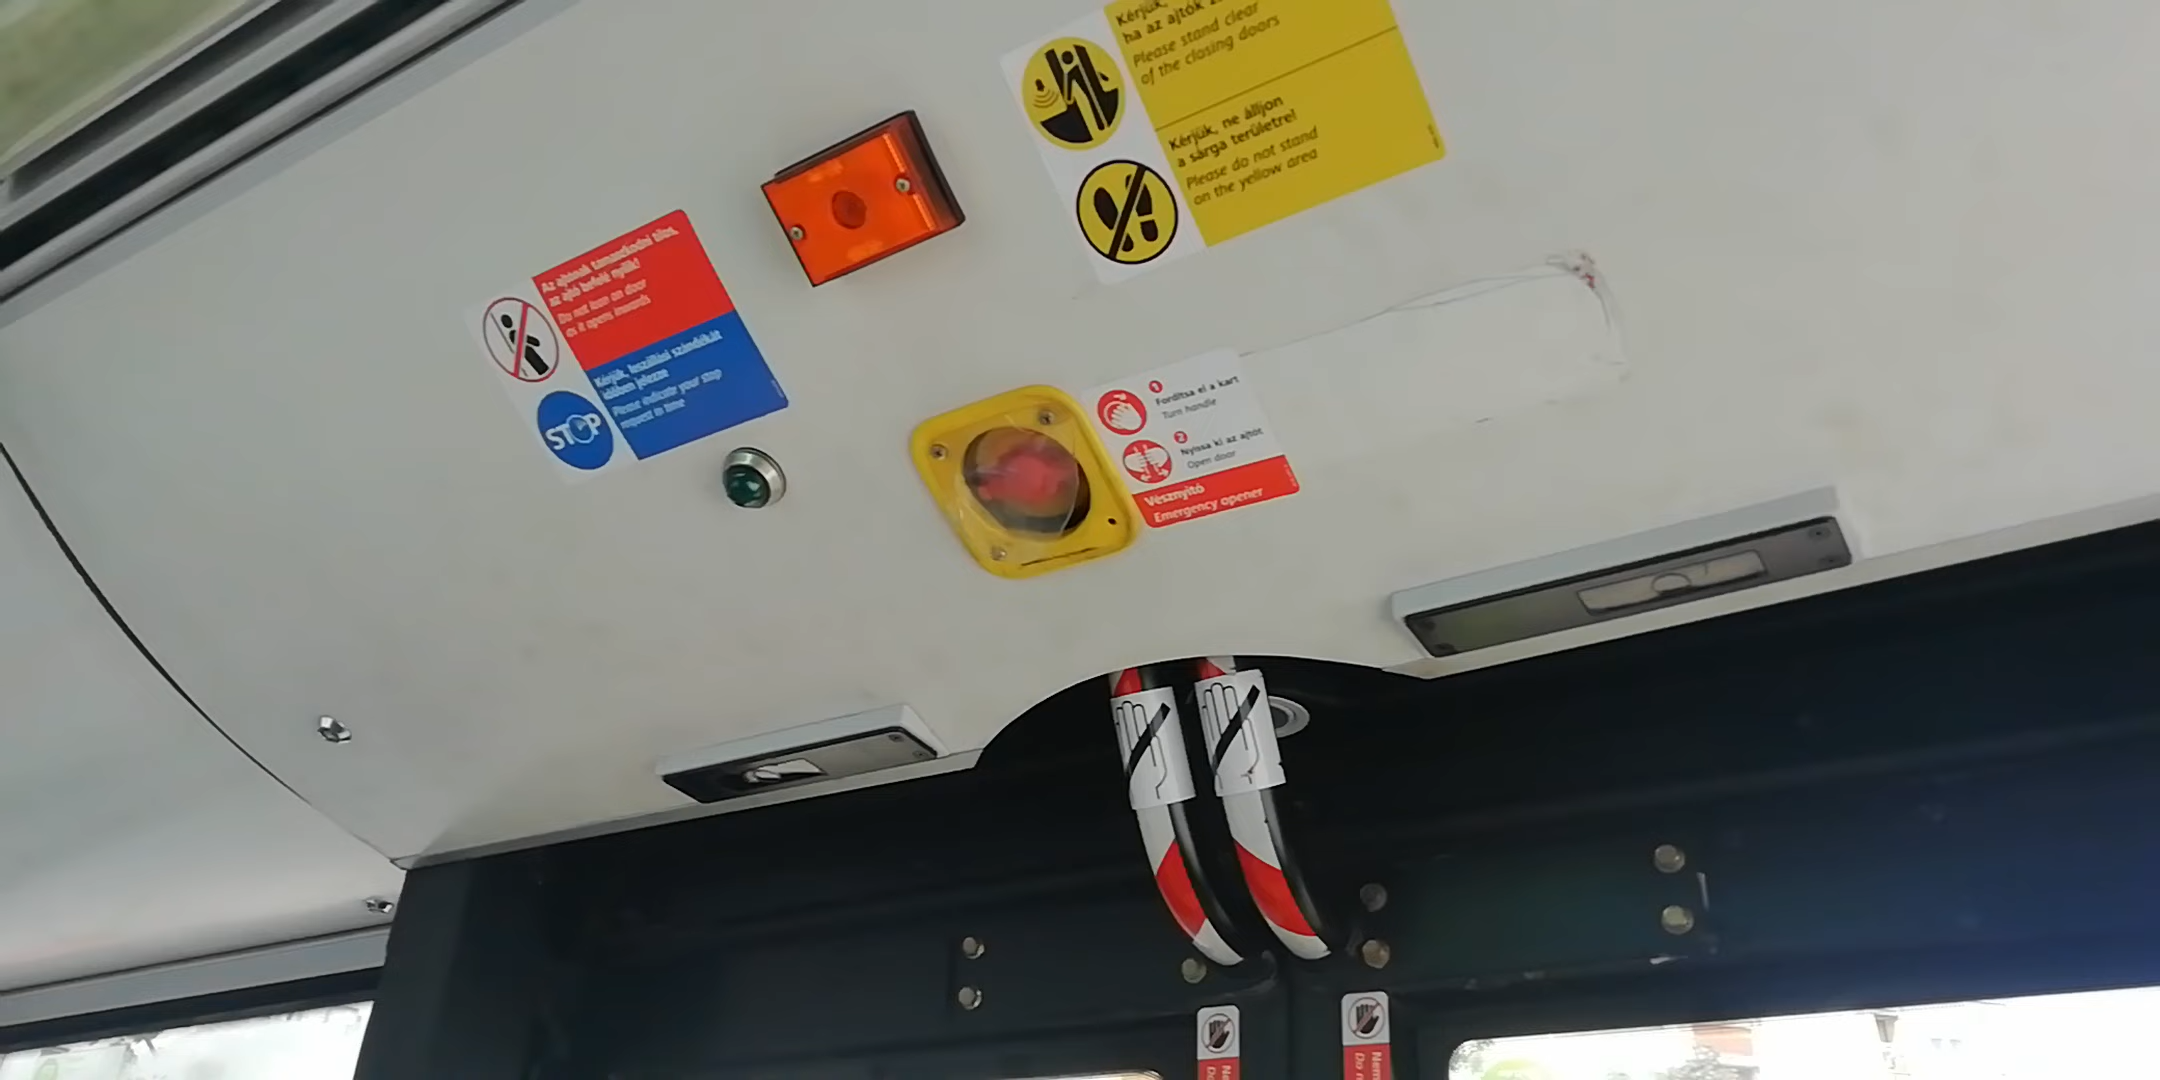 Kérjük,
ha az ajtók
Please stand clear
of the closing doors
Kérjük, ne álljon
a sárga területre!
Please do not stand
on the yellow area
Az ajtónak támaszkodni tilos,
az ajtó befelé nyílik!
Do not lean on door
as it opens inwards
STOP
Kérjük, leszállási szándékát
időben jelezze
Please indicate your stop
request in time
1
Fordítsa el a kart
Turn handle
2
Nyissa ki az ajtót
Open door
Vésznyitó
Emergency opener
Do n